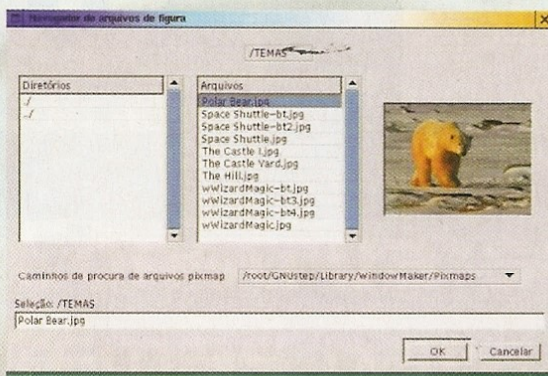 Navegador de arquivos de figura
/TEMAS
Diretórios
./
../
Arquivos
Polar Bear.jpg
Space Shuttle-bt.jpg
Space Shuttle-bt2.jpg
Space Shuttle.jpg
The Castle I.jpg
The Castle Yard.jpg
The Hill.jpg
wWizardMagic-bt.jpg
wWizardMagic-bt3.jpg
wWizardMagic-bt4.jpg
wWizardMagic.jpg
Caminhos de procura de arquivos pixmap /root/GNUstep/Library/WindowMaker/Pixmaps
Seleção: /TEMAS
Polar Bear.jpg
OK Cancelar